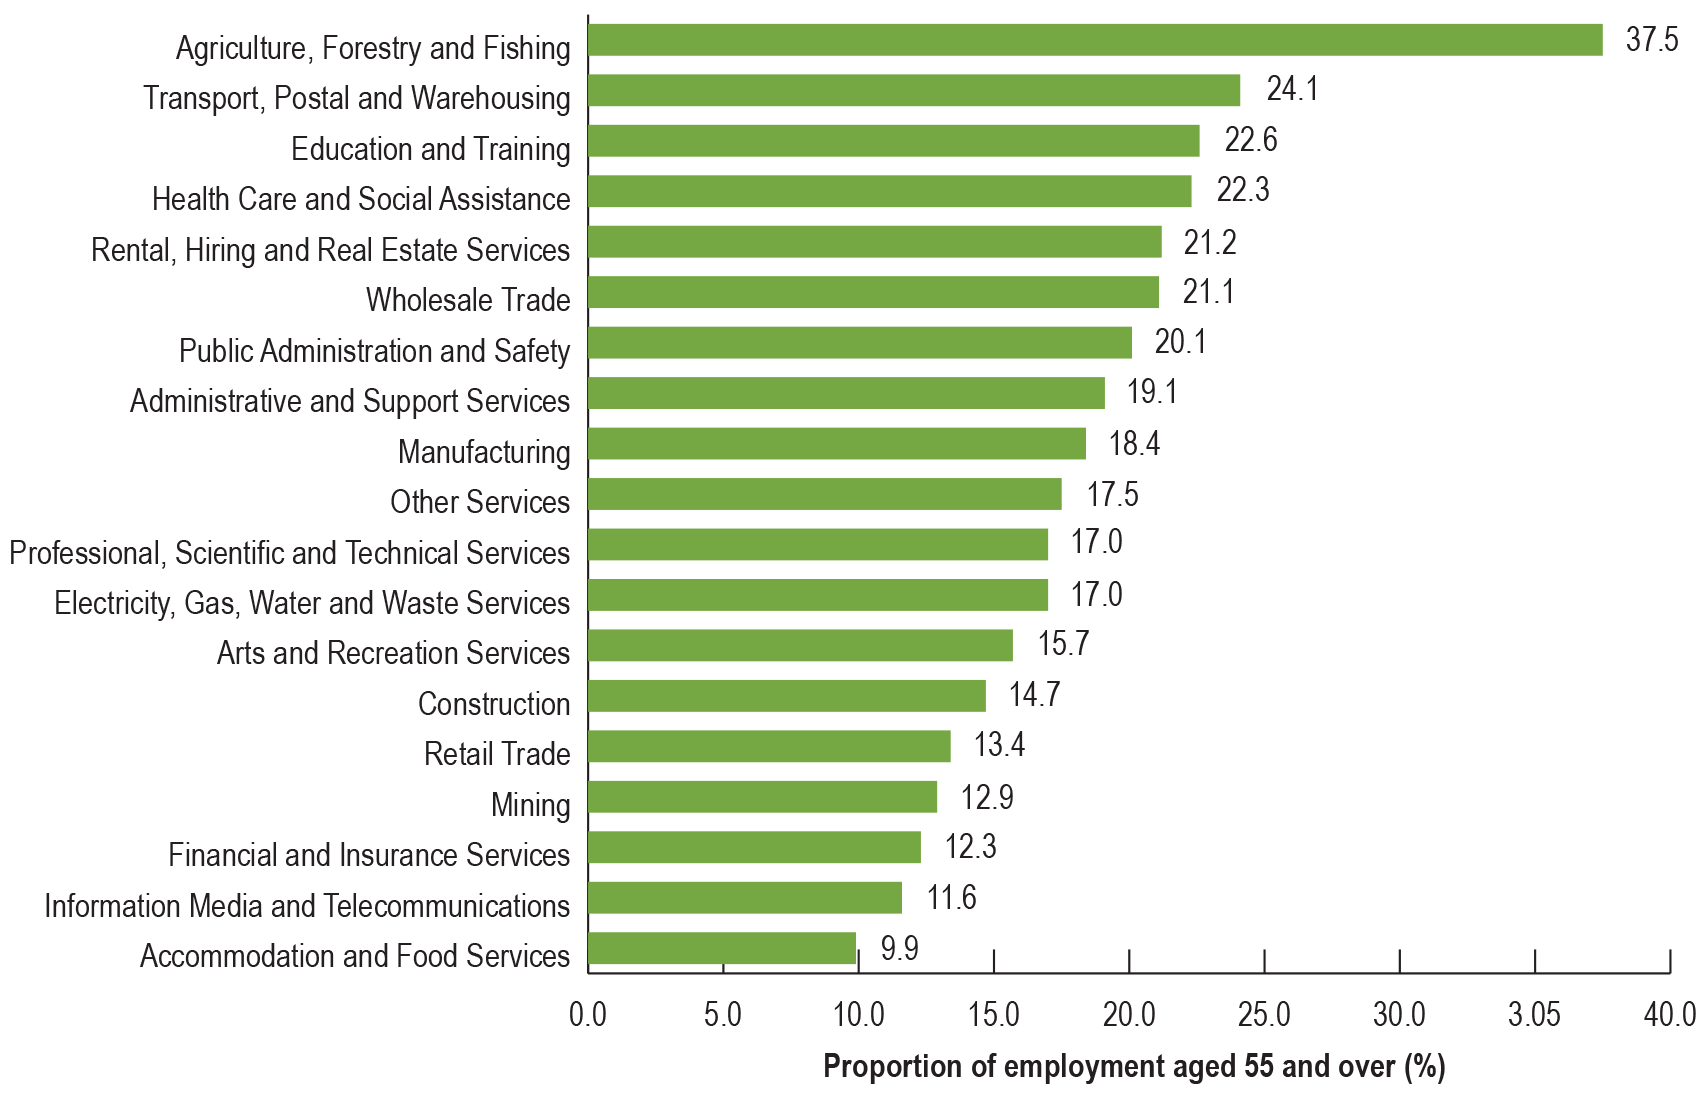 Agriculture, Forestry and Fishing 37.5
Transport, Postal and Warehousing 24.1
Education and Training 22.6
Health Care and Social Assistance 22.3
Rental, Hiring and Real Estate Services 21.2
Wholesale Trade 21.1
Public Administration and Safety 20.1
Administrative and Support Services 19.1
Manufacturing 18.4
Other Services 17.5
Professional, Scientific and Technical Services 17.0
Electricity, Gas, Water and Waste Services 17.0
Arts and Recreation Services 15.7
Construction 14.7
Retail Trade 13.4
Mining 12.9
Financial and Insurance Services 12.3
Information Media and Telecommunications 11.6
Accommodation and Food Services 9.9
0.0 5.0 10.0 15.0 20.0 25.0 30.0 3.05 40.0
Proportion of employment aged 55 and over (%)